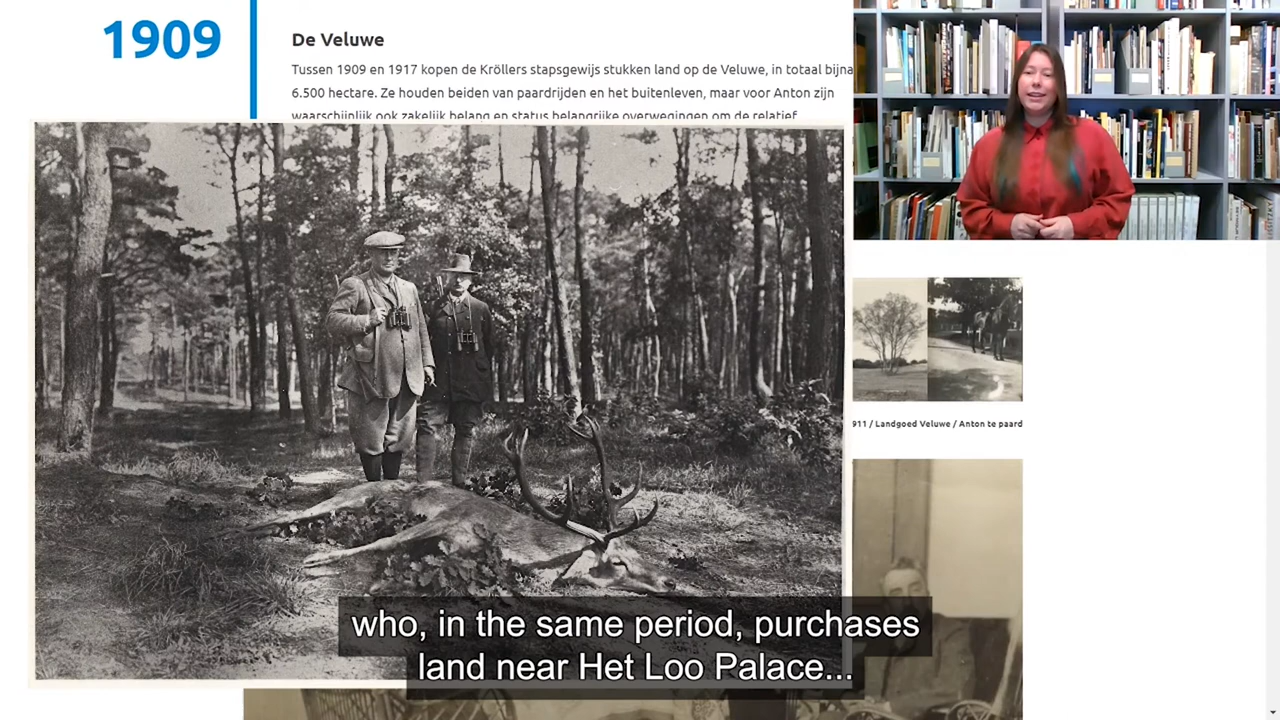 1909
De Veluwe
Tussen 1909 en 1917 kopen de Kröllers stapsgewijs stukken land op de Veluwe, in totaal bijna
6.500 hectare. Ze houden beiden van paardrijden en het buitenleven, maar voor Anton zijn
waarschijnlijk ook zakelijk belang en status belangrijke overwegingen om de relatief
911 / Landgoed Veluwe / Anton te paard
who, in the same period, purchases
land near Het Loo Palace...